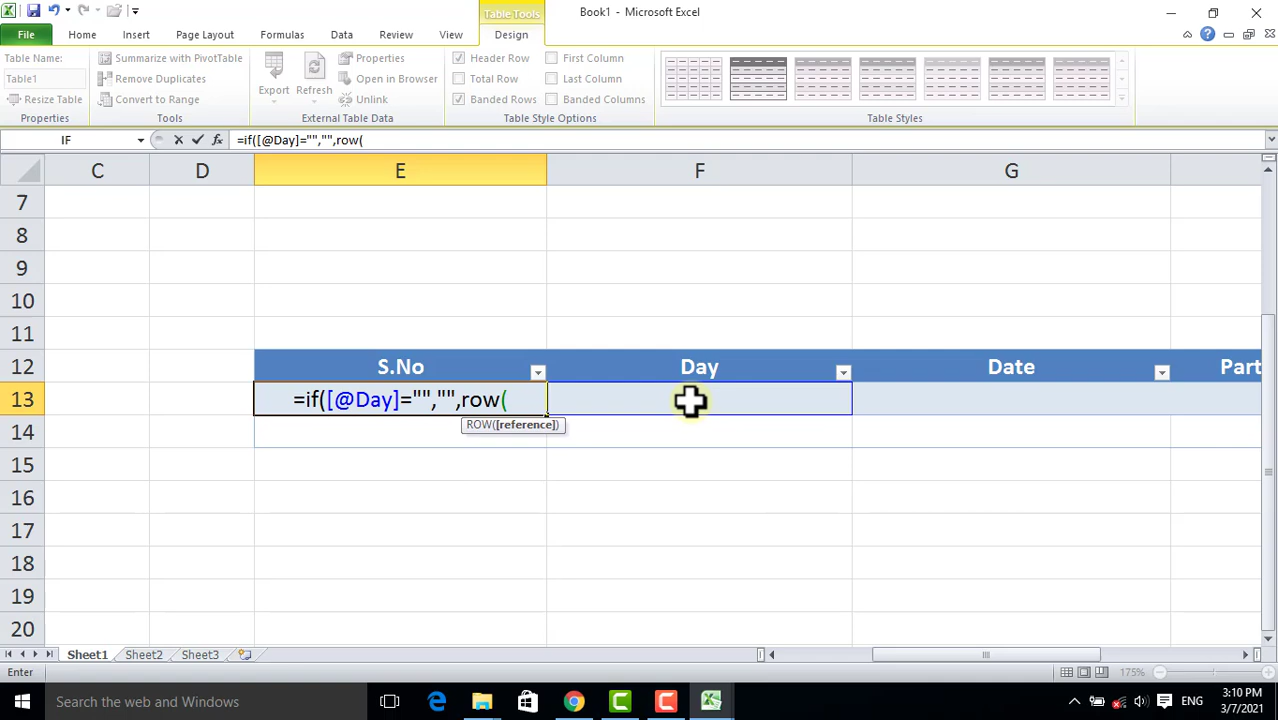 Table Tools
Book1 - Microsoft Excel
File Home Insert Page Layout Formulas Data Review View Design
Table Name:
Table1
Resize Table
Properties
Summarize with PivotTable
Remove Duplicates
Convert to Range
Tools
Export
Refresh
Properties
Open in Browser
Unlink
External Table Data
Header Row
Total Row
Banded Rows
First Column
Last Column
Banded Columns
Table Style Options
Table Styles
IF
fx
=if([@Day]="","",row(
C D E F G
7
8
9
10
11
12 S.No Day Date Part
13 =if([@Day]="","",row(
ROW([reference])
14
15
16
17
18
19
20
Sheet1 Sheet2 Sheet3
Enter
175%
Search the web and Windows
ENG
3:10 PM
3/7/2021